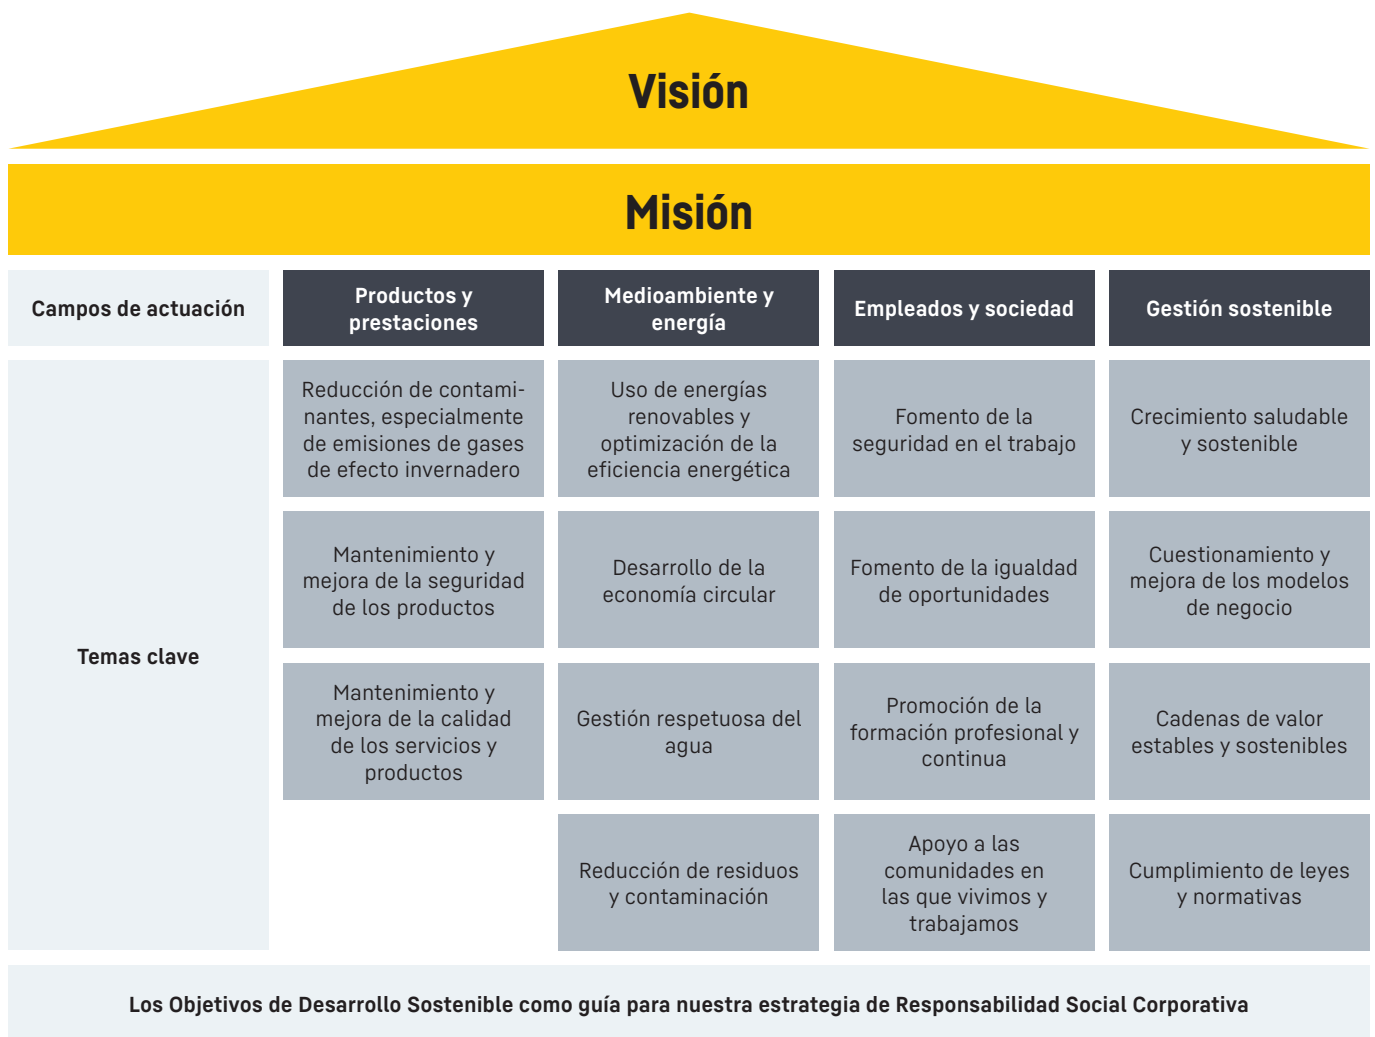 Visión
Misión
Campos de actuación
Productos y
prestaciones
Medioambiente y
energía
Empleados y sociedad
Gestión sostenible
Temas clave
Reducción de contami-
nantes, especialmente
de emisiones de gases
de efecto invernadero
Uso de energías
renovables y
optimización de la
eficiencia energética
Fomento de la
seguridad en el trabajo
Crecimiento saludable
y sostenible
Mantenimiento y
mejora de la seguridad
de los productos
Desarrollo de la
economía circular
Fomento de la igualdad
de oportunidades
Cuestionamiento y
mejora de los modelos
de negocio
Mantenimiento y
mejora de la calidad
de los servicios y
productos
Gestión respetuosa del
agua
Promoción de la
formación profesional y
continua
Cadenas de valor
estables y sostenibles
Reducción de residuos
y contaminación
Apoyo a las
comunidades en
las que vivimos y
trabajamos
Cumplimiento de leyes
y normativas
Los Objetivos de Desarrollo Sostenible como guía para nuestra estrategia de Responsabilidad Social Corporativa